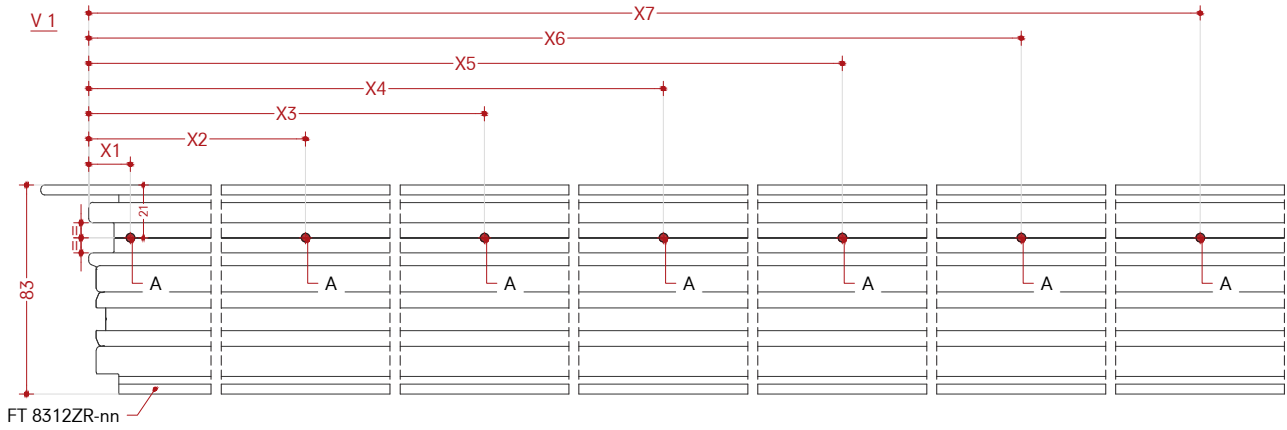 V 1
X7
X6
X5
X4
X3
X2
X1
21
=
=
83
A A A A A A A
FT 8312ZR-nn